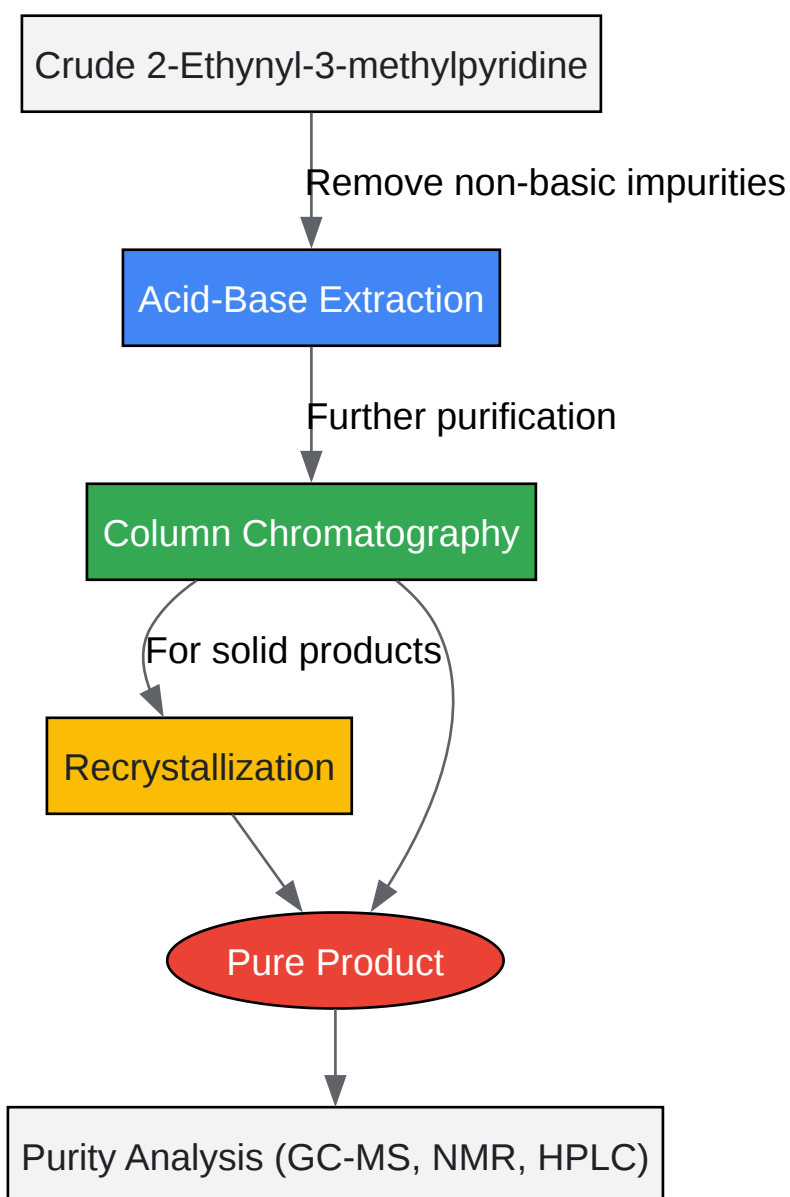 Crude 2-Ethynyl-3-methylpyridine
Remove non-basic impurities
Acid-Base Extraction
Further purification
Column Chromatography
For solid products
Recrystallization
Pure Product
Purity Analysis (GC-MS, NMR, HPLC)